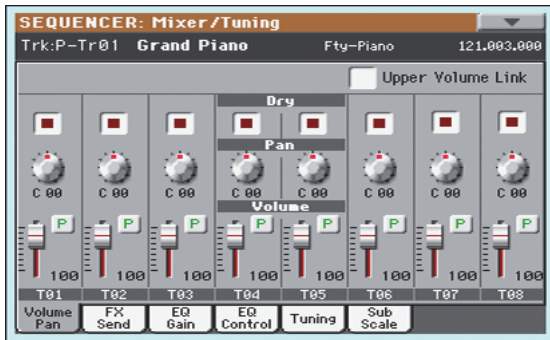 SEQUENCER: Mixer/Tuning
Trk:P-Tr01 Grand Piano Fty-Piano 121.003.000
Upper Volume Link
Dry
Pan
C 00 C 00 C 00 C 00 C 00 C 00 C 00 C 00
Volume
P P P P P P P P
100 100 100 100 100 100 100 100
T01 T02 T03 T04 T05 T06 T07 T08
Volume Pan FX Send EQ Gain EQ Control Tuning Sub Scale